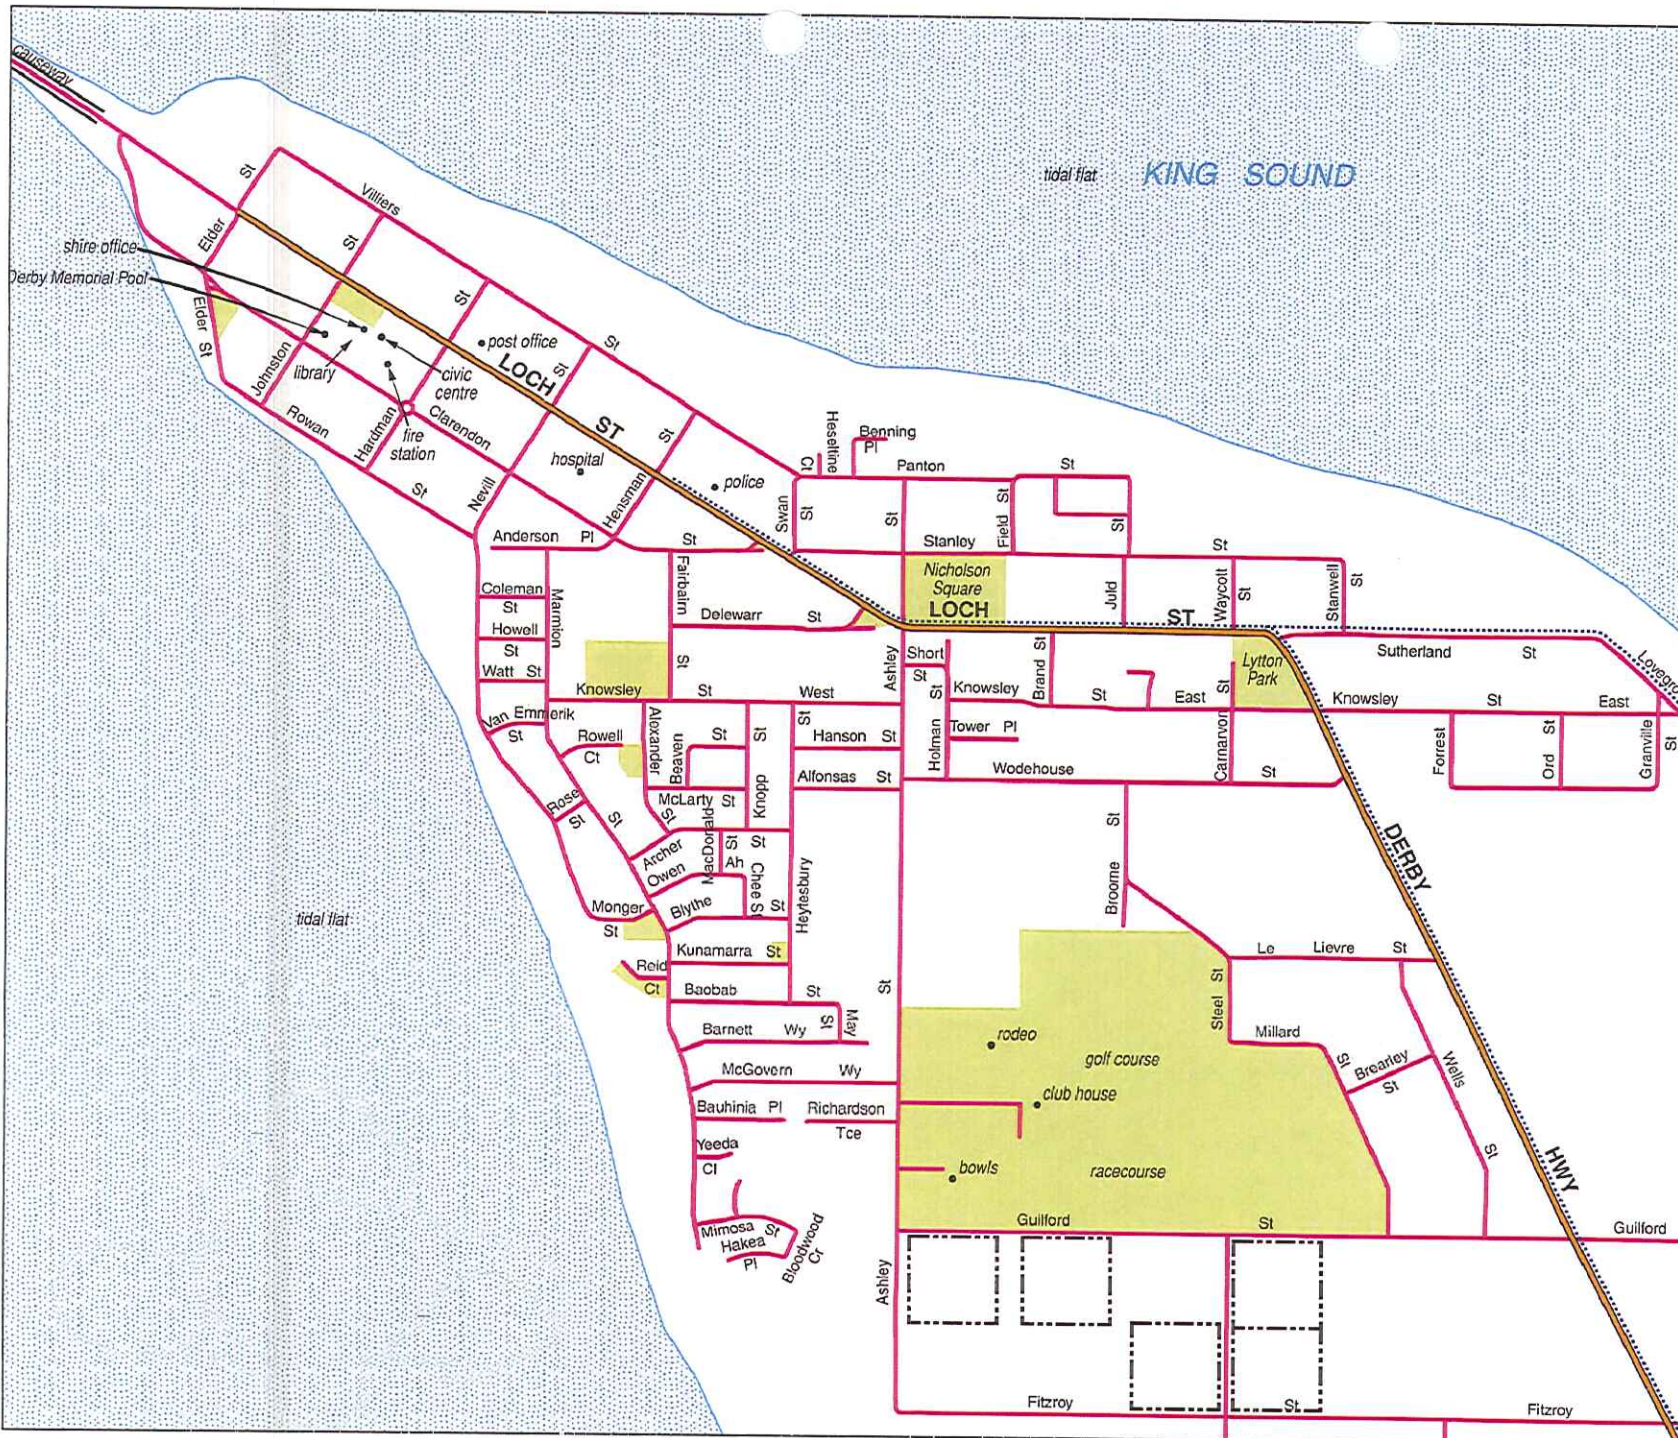 causeway
tidal flat
KING SOUND
St
Villiers
Elder
St
shire office
Derby Memorial Pool
Elder
St
St
post office
St
LOCH
St
civic
centre
library
Johnston
Rowan
Hardman
Clarendon
fire
station
ST
St
hospital
police
St
Nevill
Hensman
Heseltine
Ct
Benning
Pl
Panton
St
Swan
St
St
Field St
St
Anderson Pl
St
Stanley
St
Fairbairn
Nicholson
Square
LOCH
Juld
Waycott
St
Stanwell
St
Coleman
St
Marmion
Howell
St
Delewarr
St
ST
Watt St
St
Ashley
Short
St
St
Brand St
Lytton
Park
Sutherland
St
Knowsley
St
West
Knowsley
St
East
St
Knowsley
St
East
Van Emmerik
St
Rowell
Ct
Alexander
Beaven
St
St
St
Hanson St
Holman
Tower Pl
Carnarvon
Forrest
Ord St
Granville
St
Alfonsas St
Wodehouse
St
Rose
St
St
McLarty St
St
Knopp
MacDonald
St
St
St
DERBY
Archer
Owen
Ah
Chee St
Heytesbury
Broome
Monger
St
Blythe
St
Kunamarra St
Le Lievre St
tidal flat
Reid
Ct
Baobab
St
St
Steel St
Barnett Wy
St
May
rodeo
golf course
Millard
St
Brearley
St
Wells
McGovern Wy
club house
Bauhinia Pl
Richardson
Tce
St
Yeeda
Cl
bowls
racecourse
HWY
Mimosa St
Hakea
Pl
Bloodwood
Cr
Guilford
St
Guilford
Ashley
Fitzroy
St
Fitzroy